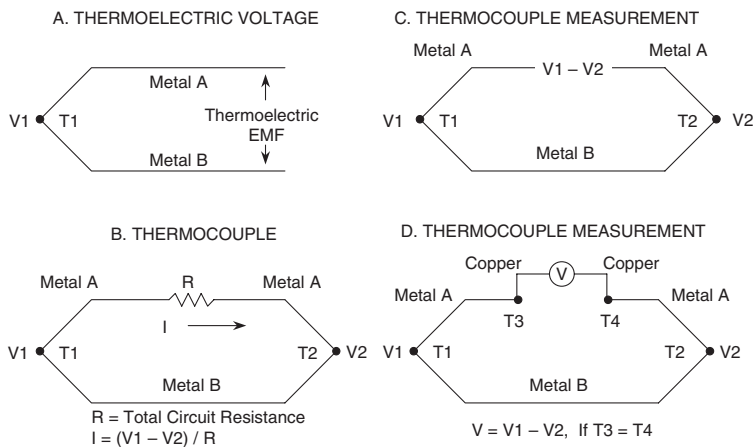 A. THERMOELECTRIC VOLTAGE
Metal A
V1
T1
Thermoelectric
EMF
Metal B
C. THERMOCOUPLE MEASUREMENT
Metal A
Metal A
V1 – V2
V1
T1
T2
V2
Metal B
B. THERMOCOUPLE
Metal A
R
Metal A
I
V1
T1
T2
V2
Metal B
R = Total Circuit Resistance
I = (V1 – V2) / R
D. THERMOCOUPLE MEASUREMENT
Copper
V
Copper
Metal A
Metal A
T3
T4
V1
T1
T2
V2
Metal B
V = V1 – V2, If T3 = T4